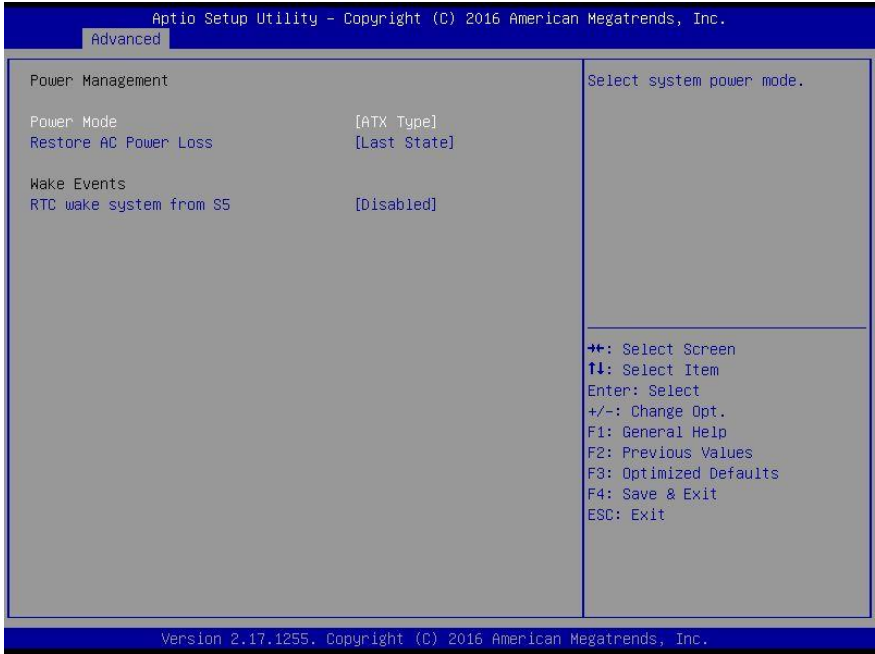 Aptio Setup Utility – Copyright (C) 2016 American Megatrends, Inc.
Advanced
Power Management
Power Mode [ATX Type]
Restore AC Power Loss [Last State]
Wake Events
RTC wake system from S5 [Disabled]
Select system power mode.
→←: Select Screen
↑↓: Select Item
Enter: Select
+/-: Change Opt.
F1: General Help
F2: Previous Values
F3: Optimized Defaults
F4: Save & Exit
ESC: Exit
Version 2.17.1255. Copyright (C) 2016 American Megatrends, Inc.